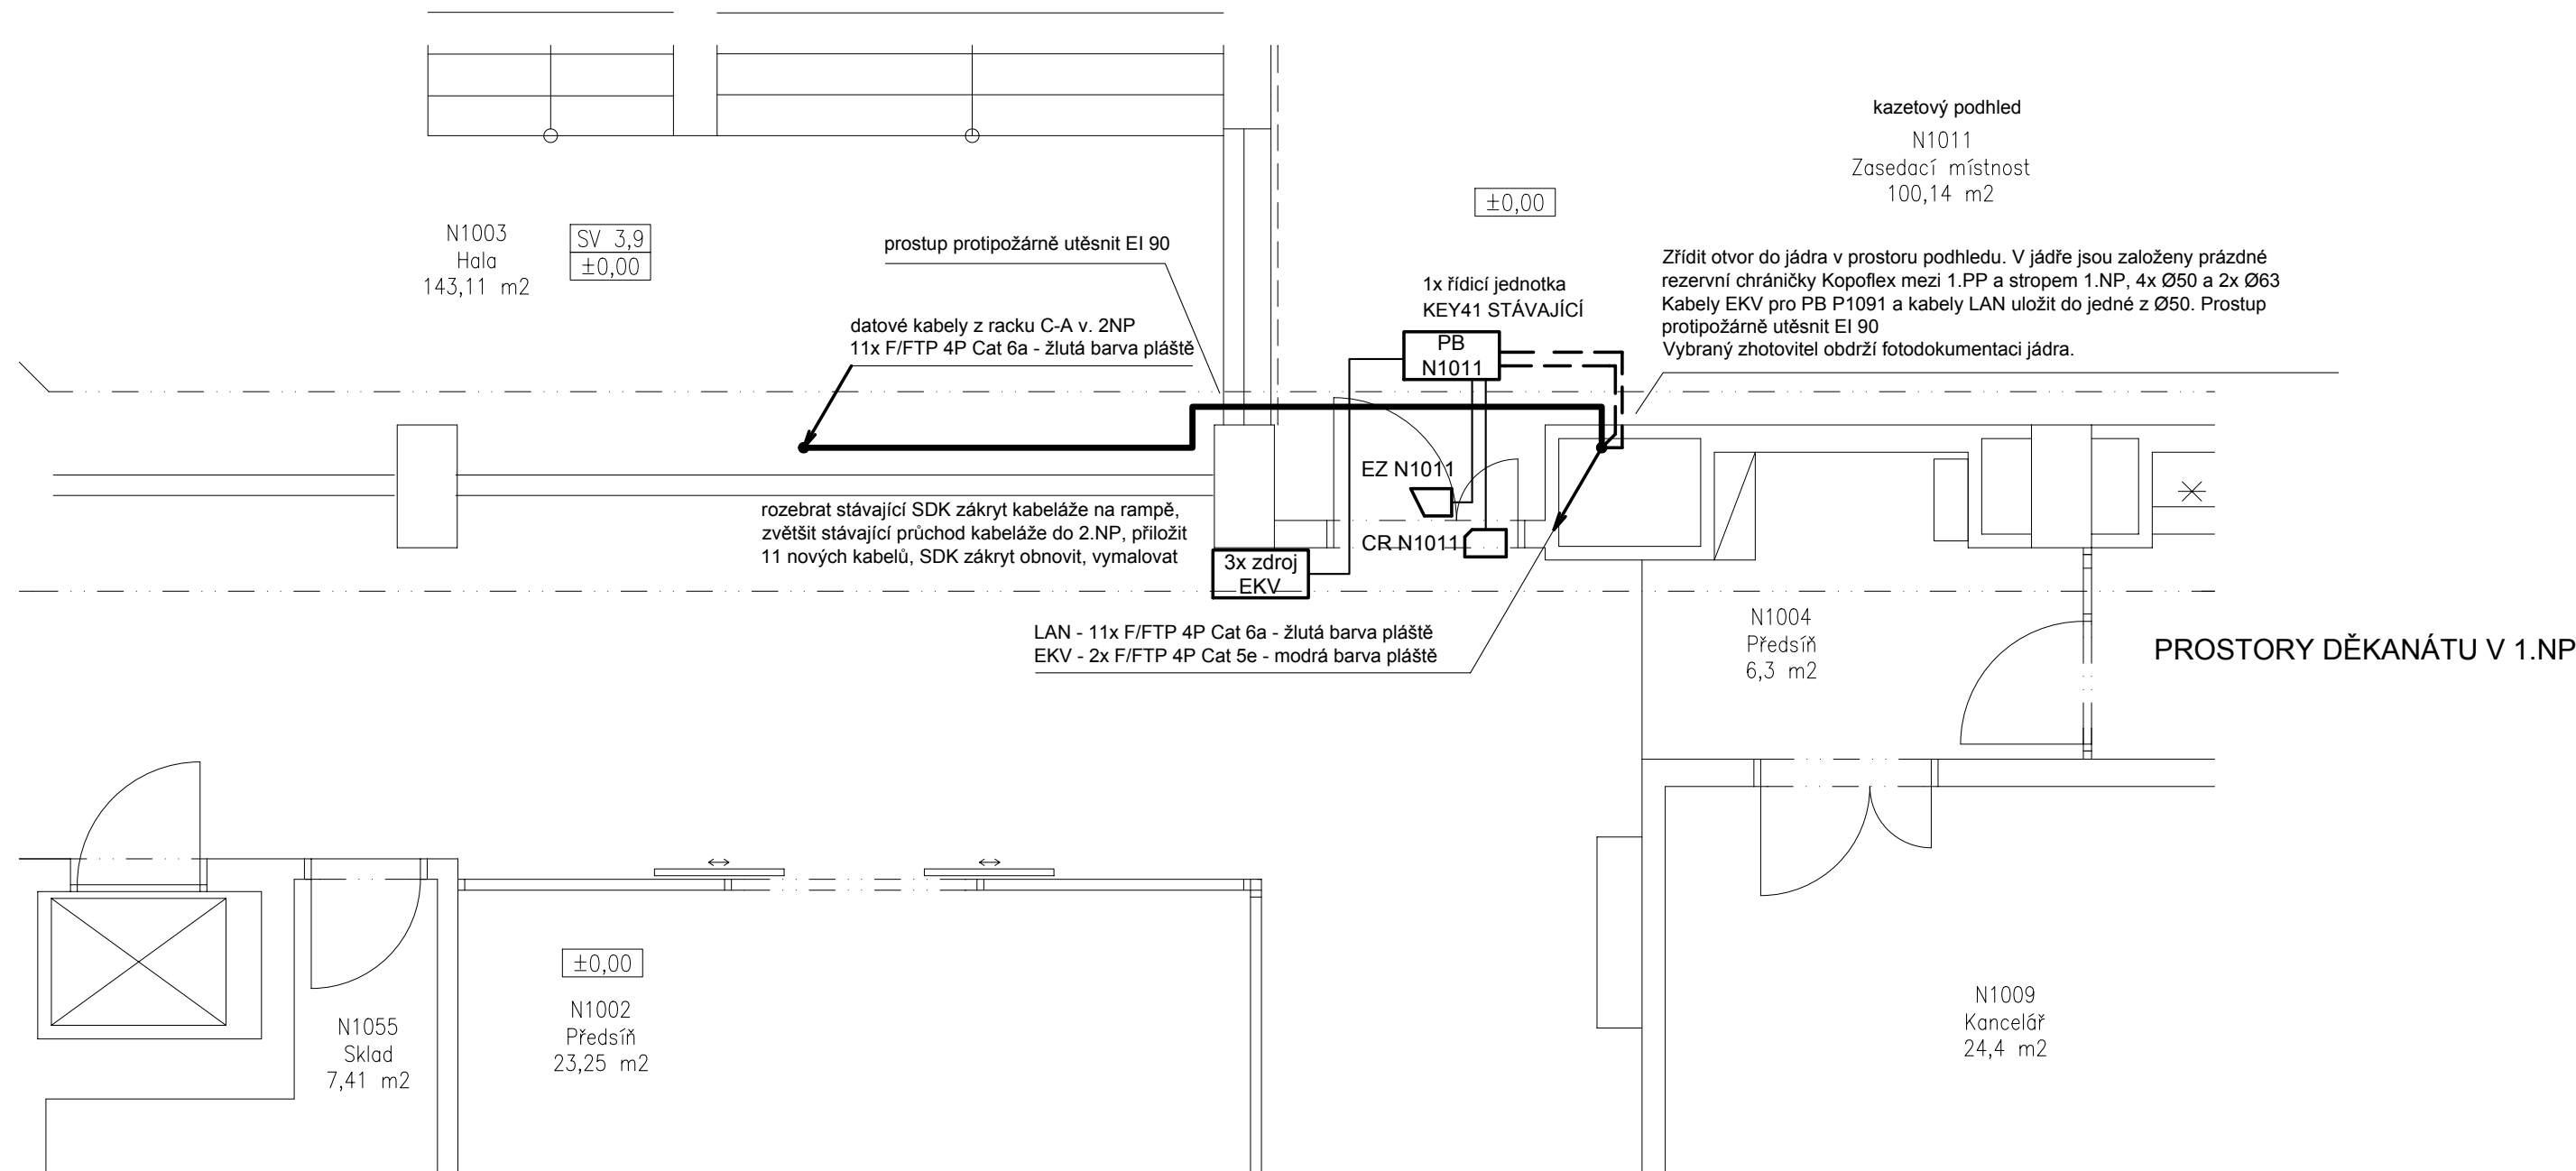 kazetový podhled
N1011
Zasedací místnost
100,14 m2
±0,00
N1003
Hala
143,11 m2
SV 3,9
±0,00
prostup protipožárně utěsnit EI 90
datové kabely z racku C-A v. 2NP
11x F/FTP 4P Cat 6a - žlutá barva pláště
1x řídicí jednotka
KEY41 STÁVAJÍCÍ
PB
N1011
Zřídit otvor do jádra v prostoru podhledu. V jádře jsou založeny prázdné
rezervní chráničky Kopoflex mezi 1.PP a stropem 1.NP, 4x Ø50 a 2x Ø63
Kabely EKV pro PB P1091 a kabely LAN uložit do jedné z Ø50. Prostup
protipožárně utěsnit EI 90
Vybraný zhotovitel obdrží fotodokumentaci jádra.
EZ N1011
CR N1011
rozebrat stávající SDK zákryt kabeláže na rampě,
zvětšit stávající průchod kabeláže do 2.NP, přiložit
11 nových kabelů, SDK zákryt obnovit, vymalovat
3x zdroj
EKV
LAN - 11x F/FTP 4P Cat 6a - žlutá barva pláště
EKV - 2x F/FTP 4P Cat 5e - modrá barva pláště
N1004
Předsíň
6,3 m2
PROSTORY DĚKANÁTU V 1.NP
±0,00
N1002
Předsíň
23,25 m2
N1055
Sklad
7,41 m2
N1009
Kancelář
24,4 m2